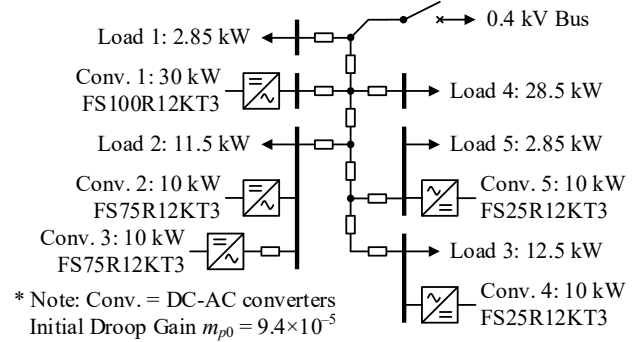 0.4 kV Bus
Load 1: 2.85 kW
Conv. 1: 30 kW
FS100R12KT3
Load 4: 28.5 kW
Load 2: 11.5 kW
Load 5: 2.85 kW
Conv. 2: 10 kW
FS75R12KT3
Conv. 5: 10 kW
FS25R12KT3
Conv. 3: 10 kW
FS75R12KT3
Load 3: 12.5 kW
Conv. 4: 10 kW
FS25R12KT3
* Note: Conv. = DC-AC converters
Initial Droop Gain m_{p0} = 9.4×10⁻⁵